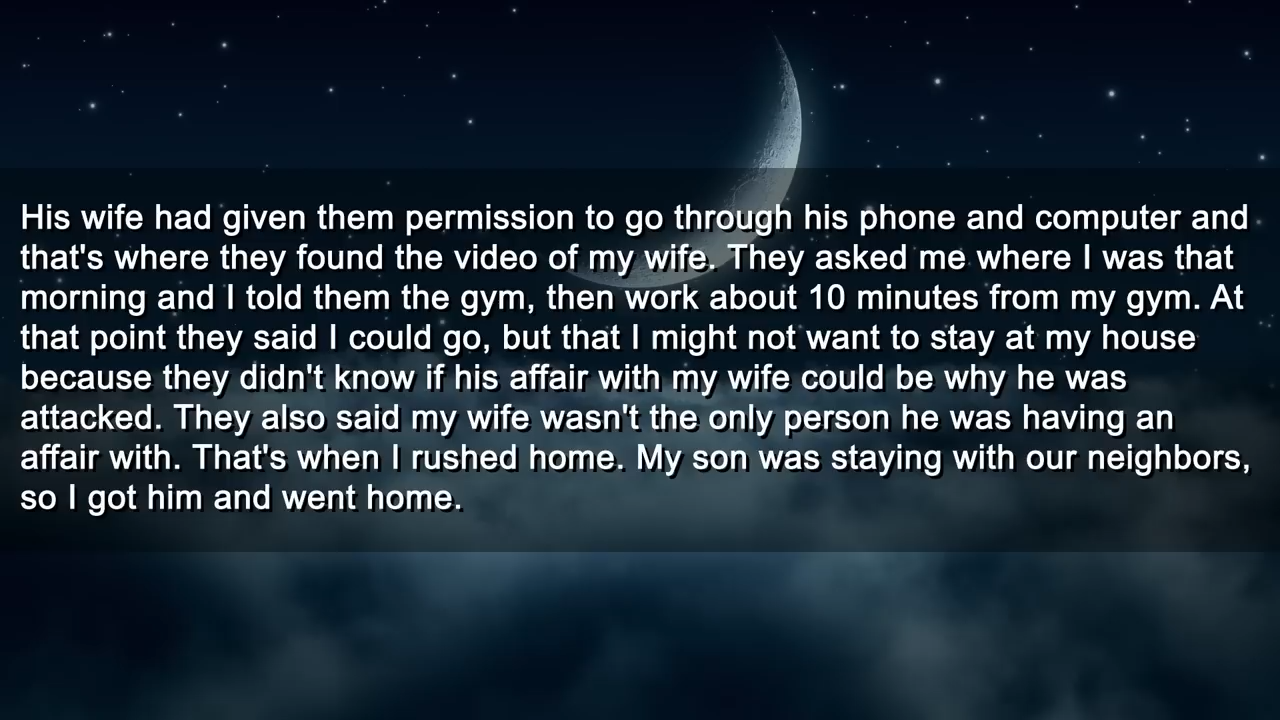 His wife had given them permission to go through his phone and computer and
that's where they found the video of my wife. They asked me where I was that
morning and I told them the gym, then work about 10 minutes from my gym. At
that point they said I could go, but that I might not want to stay at my house
because they didn't know if his affair with my wife could be why he was
attacked. They also said my wife wasn't the only person he was having an
affair with. That's when I rushed home. My son was staying with our neighbors,
so I got him and went home.